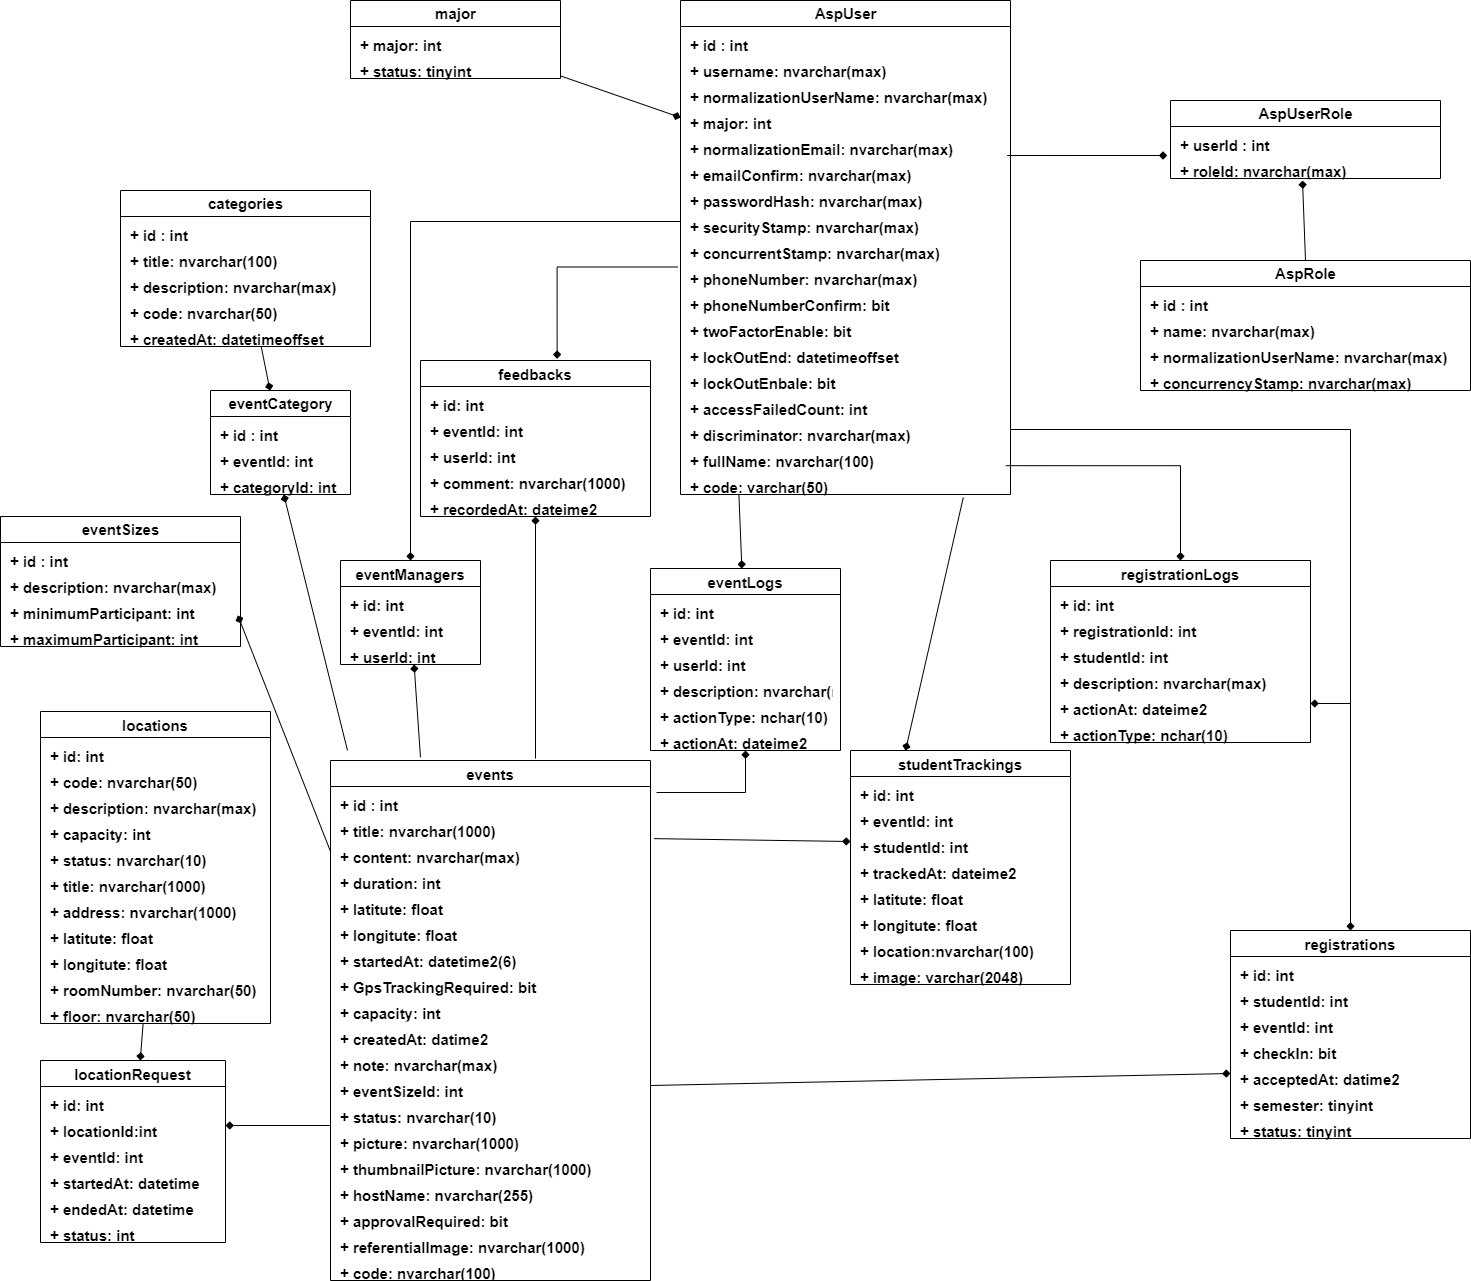 major
+ major: int
+ status: tinyint
AspUser
+ id : int
+ username: nvarchar(max)
+ normalizationUserName: nvarchar(max)
+ major: int
+ normalizationEmail: nvarchar(max)
+ emailConfirm: nvarchar(max)
+ passwordHash: nvarchar(max)
+ securityStamp: nvarchar(max)
+ concurrentStamp: nvarchar(max)
+ phoneNumber: nvarchar(max)
+ phoneNumberConfirm: bit
+ twoFactorEnable: bit
+ lockOutEnd: datetimeoffset
+ lockOutEnbale: bit
+ accessFailedCount: int
+ discriminator: nvarchar(max)
+ fullName: nvarchar(100)
+ code: varchar(50)
AspUserRole
+ userId : int
+ roleId: nvarchar(max)
AspRole
+ id : int
+ name: nvarchar(max)
+ normalizationUserName: nvarchar(max)
+ concurrencyStamp: nvarchar(max)
categories
+ id : int
+ title: nvarchar(100)
+ description: nvarchar(max)
+ code: nvarchar(50)
+ createdAt: datetimeoffset
eventCategory
+ id : int
+ eventId: int
+ categoryId: int
feedbacks
+ id: int
+ eventId: int
+ userId: int
+ comment: nvarchar(1000)
+ recordedAt: dateime2
eventSizes
+ id : int
+ description: nvarchar(max)
+ minimumParticipant: int
+ maximumParticipant: int
eventManagers
+ id: int
+ eventId: int
+ userId: int
eventLogs
+ id: int
+ eventId: int
+ userId: int
+ description: nvarchar(
+ actionType: nchar(10)
+ actionAt: dateime2
registrationLogs
+ id: int
+ registrationId: int
+ studentId: int
+ description: nvarchar(max)
+ actionAt: dateime2
+ actionType: nchar(10)
locations
+ id: int
+ code: nvarchar(50)
+ description: nvarchar(max)
+ capacity: int
+ status: nvarchar(10)
+ title: nvarchar(1000)
+ address: nvarchar(1000)
+ latitute: float
+ longitute: float
+ roomNumber: nvarchar(50)
+ floor: nvarchar(50)
events
+ id : int
+ title: nvarchar(1000)
+ content: nvarchar(max)
+ duration: int
+ latitute: float
+ longitute: float
+ startedAt: datetime2(6)
+ GpsTrackingRequired: bit
+ capacity: int
+ createdAt: datime2
+ note: nvarchar(max)
+ eventSizeId: int
+ status: nvarchar(10)
+ picture: nvarchar(1000)
+ thumbnailPicture: nvarchar(1000)
+ hostName: nvarchar(255)
+ approvalRequired: bit
+ referentialImage: nvarchar(1000)
+ code: nvarchar(100)
studentTrackings
+ id: int
+ eventId: int
+ studentId: int
+ trackedAt: dateime2
+ latitute: float
+ longitute: float
+ location:nvarchar(100)
+ image: varchar(2048)
registrations
+ id: int
+ studentId: int
+ eventId: int
+ checkIn: bit
+ acceptedAt: datime2
+ semester: tinyint
+ status: tinyint
locationRequest
+ id: int
+ locationId:int
+ eventId: int
+ startedAt: datetime
+ endedAt: datetime
+ status: int